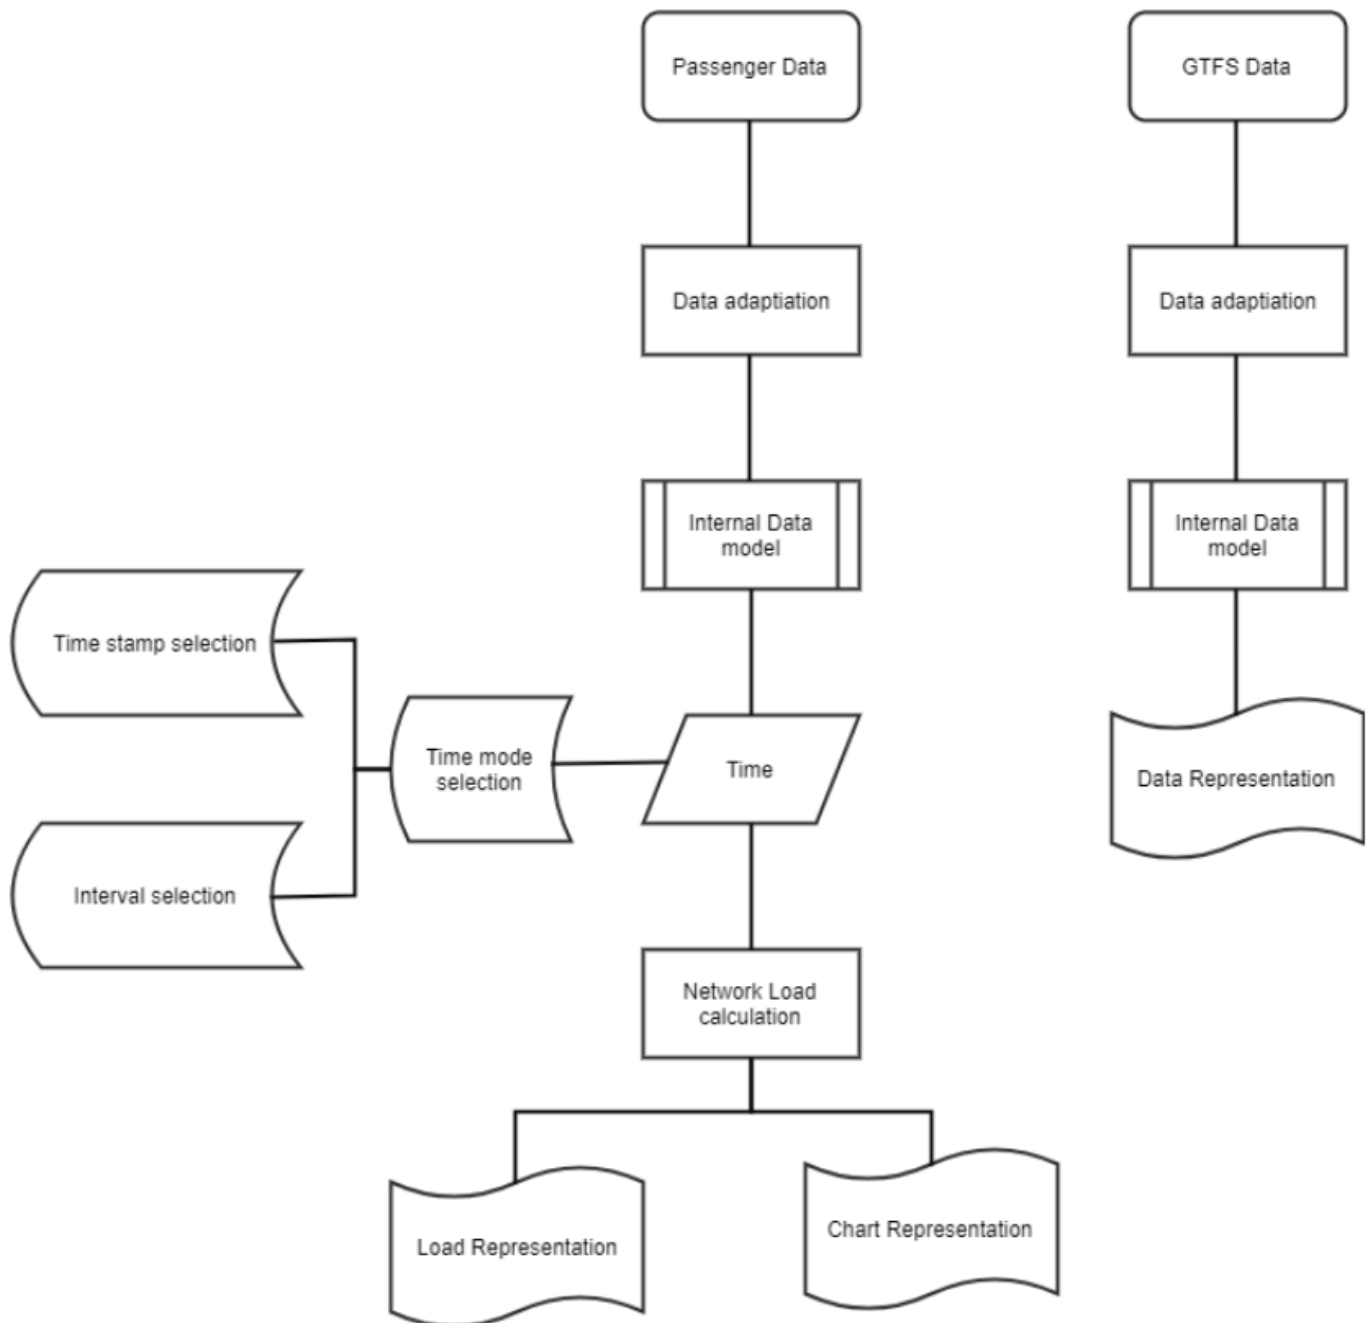 Passenger Data
GTFS Data
Data adaptiation
Data adaptiation
Internal Data
model
Internal Data
model
Time stamp selection
Time mode
selection
Time
Data Representation
Interval selection
Network Load
calculation
Load Representation
Chart Representation